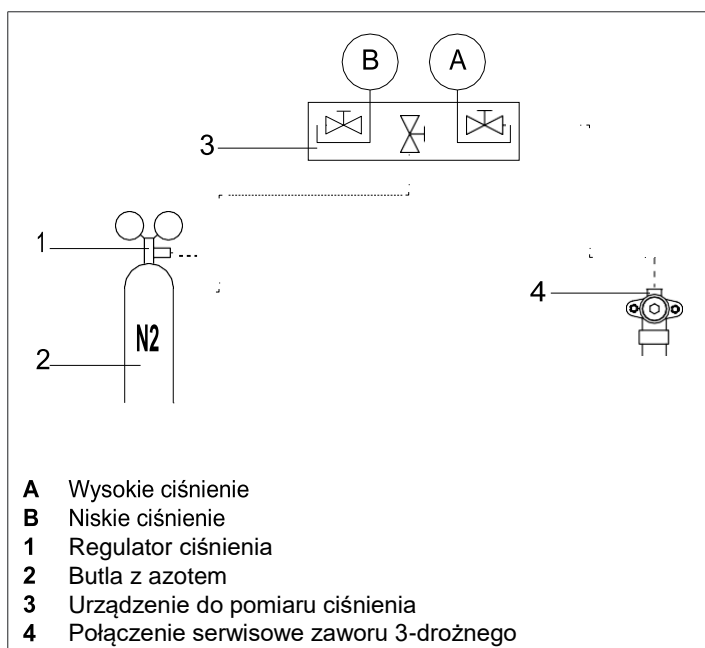 B A
3
1
4
N2
2
A Wysokie ciśnienie
B Niskie ciśnienie
1 Regulator ciśnienia
2 Butla z azotem
3 Urządzenie do pomiaru ciśnienia
4 Połączenie serwisowe zaworu 3-drożnego